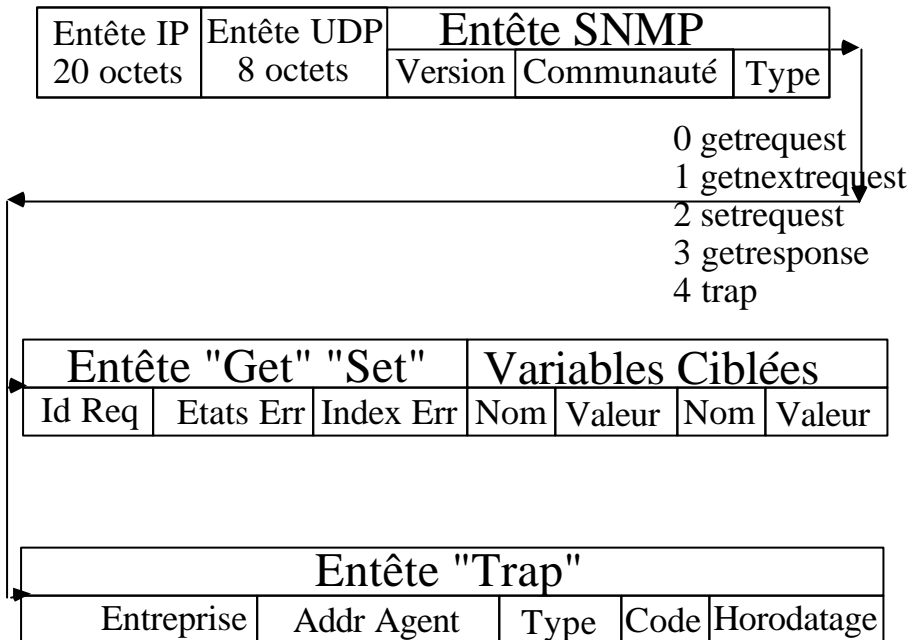 Entête IP
20 octets
Entête UDP
8 octets
Entête SNMP
Version
Communauté
Type
0 getrequest
1 getnextrequest
2 setrequest
3 getresponse
4 trap
Entête "Get" "Set"
Variables Ciblées
Id Req
Etats Err
Index Err
Nom
Valeur
Nom
Valeur
Entête "Trap"
Entreprise
Addr Agent
Type
Code
Horodatage